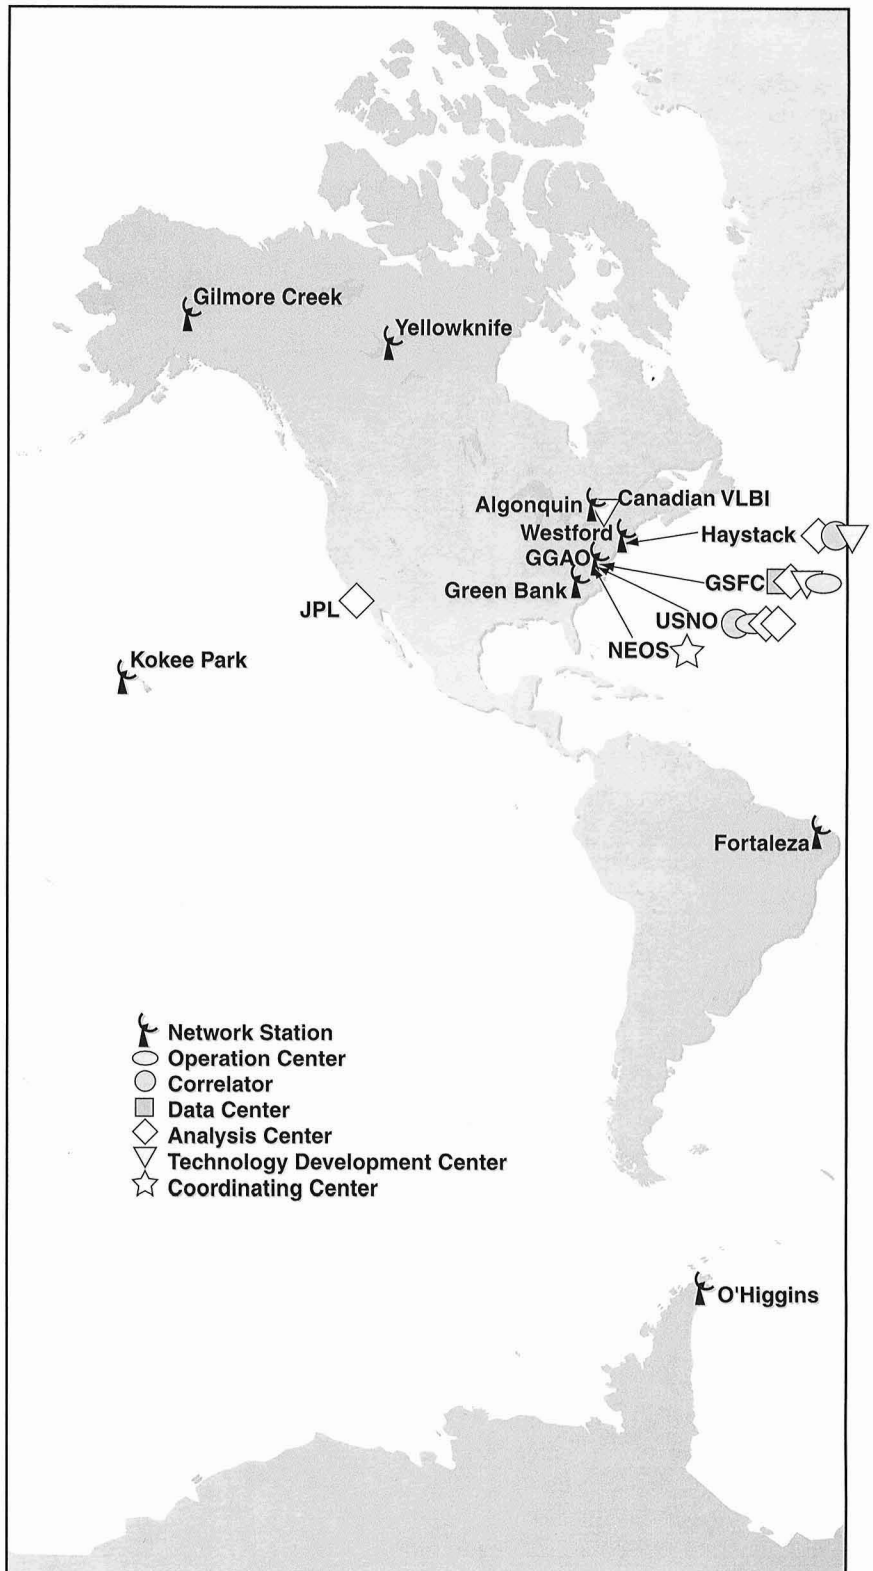 Gilmore Creek
Yellowknife
Algonquin
Canadian VLBI
Westford
Haystack
GGAO
GSFC
Green Bank
JPL
USNO
NEOS
Kokee Park
Fortaleza
Network Station
Operation Center
Correlator
Data Center
Analysis Center
Technology Development Center
Coordinating Center
O'Higgins